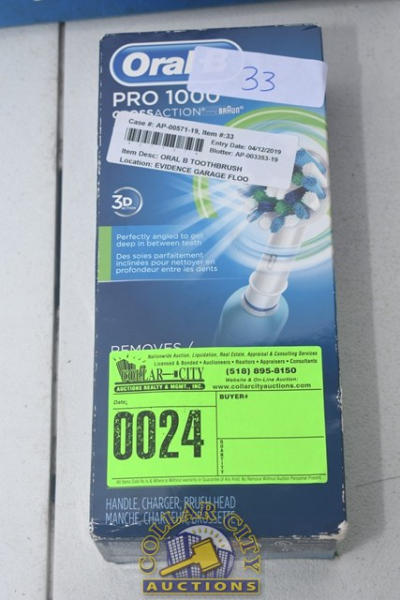 Oral-B
33
PRO 1000
CROSSACTION BRAUN
Case #: AP-00571-19, Item #:33
Entry Date: 04/12/2019
Blotter: AP-003353-19
Item Desc: ORAL B TOOTHBRUSH
Location: EVIDENCE GARAGE FLOO
3D
Perfectly angled to get
deep in between teeth
Des soies parfaitement
inclinées pour nettoyer en
profondeur entre les dents
REMOVES/
Nationwide Auction, Liquidation, Real Estate, Appraisal & Consulting Services
Licensed & Bonded • Auctioneers • Realtors • Appraisers • Consultants
COLLAR CITY
AUCTIONS REALTY & MGMT., INC.
(518) 895-8150
Website & On-Line Auction:
www.collarcityauctions.com
Date:
BUYER#
0024
QUANTITY
HANDLE, CHARGER, BRUSH HEAD
MANCHE, CHARGEUR, BROSSETTE
COLLAR CITY
AUCTIONS